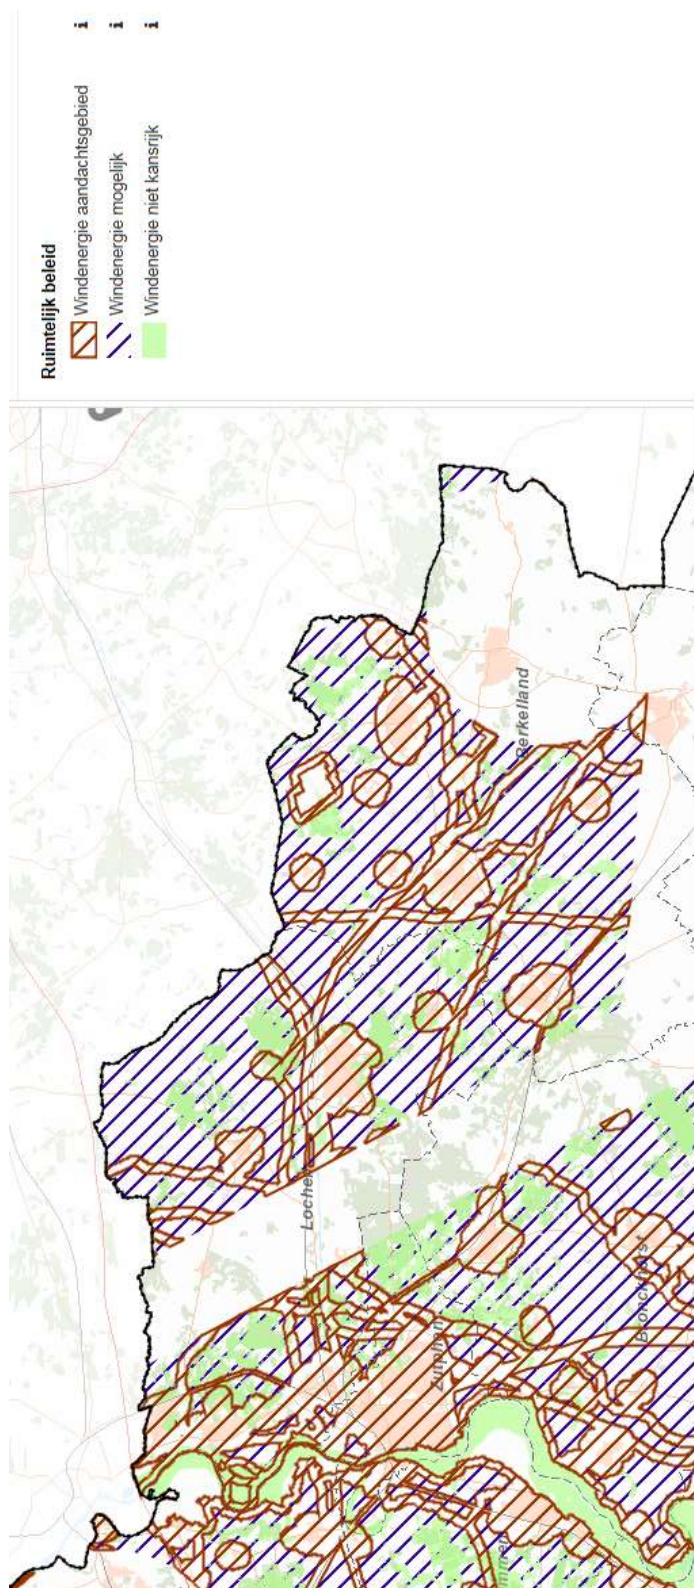 Ruimtelijk beleid
Windenergie aandachtsgebied i
Windenergie mogelijk i
Windenergie niet kansrijk i
Berkelland
Lochem
Zutphen
Bronckhorst